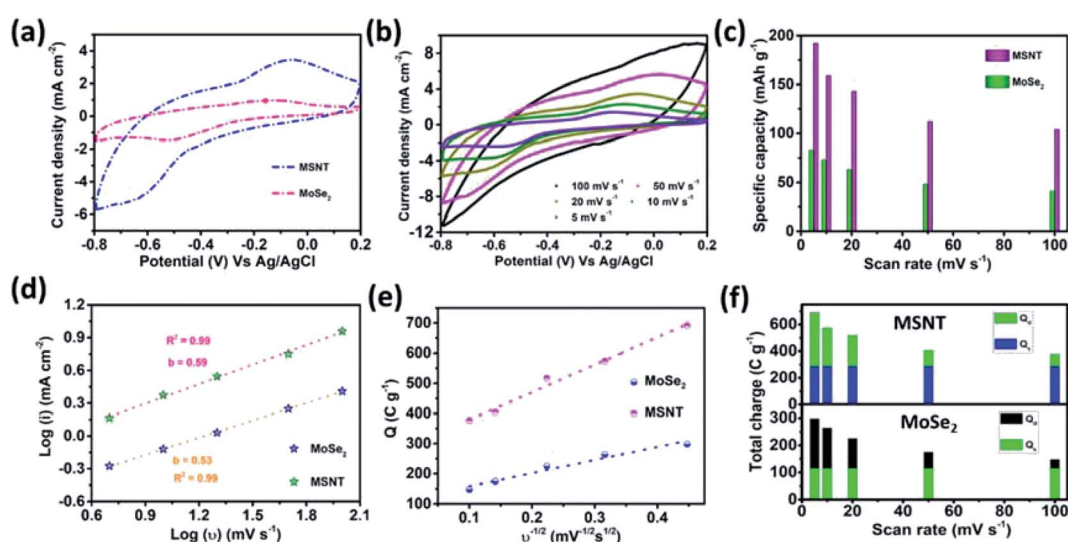 (a)
4
2
0
-2
-4
-6
Current density (mA cm⁻²)
MSNT
MoSe₂
-0.8 -0.6 -0.4 -0.2 0.0 0.2
Potential (V) Vs Ag/AgCl
(b)
8
4
0
-4
-8
-12
Current density (mA cm⁻²)
100 mV s⁻¹ 50 mV s⁻¹
20 mV s⁻¹ 10 mV s⁻¹
5 mV s⁻¹
-0.8 -0.4 0.0 0.2
Potential (V) Vs Ag/AgCl
(c)
200
150
100
50
0
Specific capacity (mAh g⁻¹)
MSNT
MoSe₂
0 20 40 60 80 100
Scan rate (mV s⁻¹)
(d)
1.2
0.9
0.6
0.3
0.0
-0.3
-0.6
Log (i) (mA cm⁻²)
R² = 0.99
b = 0.59
b = 0.53
R² = 0.99
MoSe₂
MSNT
0.6 0.9 1.2 1.5 1.8 2.1
Log (υ) (mV s⁻¹)
(e)
800
700
600
500
400
300
200
100
Q (C g⁻¹)
MoSe₂
MSNT
0.1 0.2 0.3 0.4
υ⁻¹/² (mV⁻¹/²s¹/²)
(f)
600
400
200
0
MSNT
Qd
Qs
300
200
100
0
MoSe₂
Qd
Qs
Total charge (C g⁻¹)
0 20 40 60 80 100
Scan rate (mV s⁻¹)